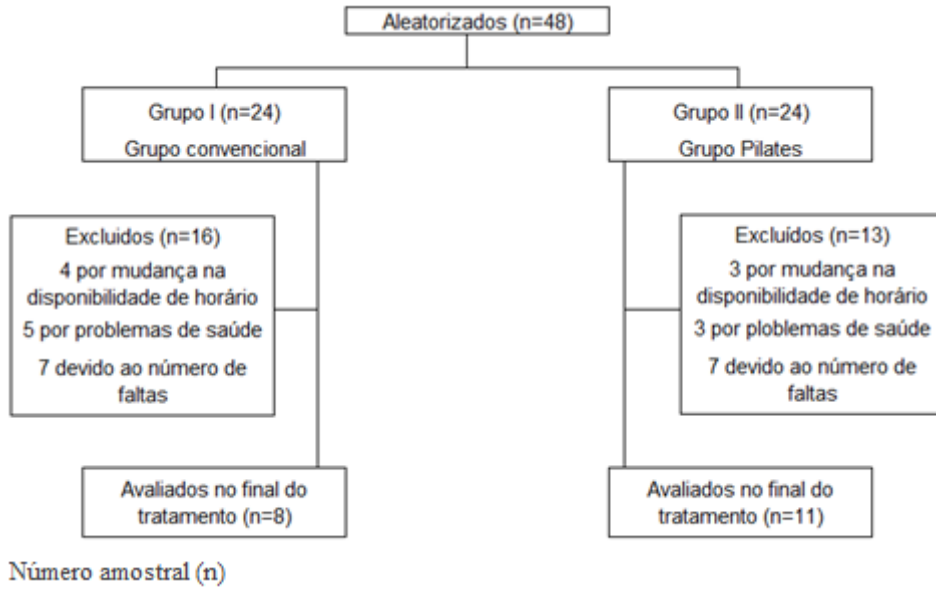 Aleatorizados (n=48)
Grupo I (n=24)
Grupo convencional
Grupo II (n=24)
Grupo Pilates
Excluidos (n=16)
4 por mudança na
disponibilidade de horário
5 por problemas de saúde
7 devido ao número de
faltas
Excluídos (n=13)
3 por mudança na
disponibilidade de horário
3 por ploblemas de saúde
7 devido ao número de
faltas
Avaliados no final do
tratamento (n=8)
Avaliados no final do
tratamento (n=11)
Número amostral (n)